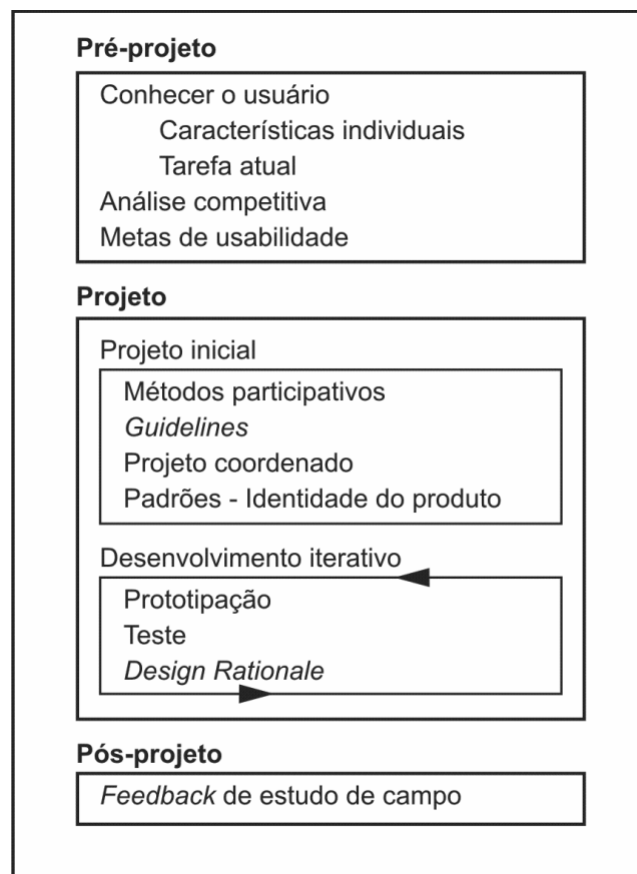 Pré-projeto
Conhecer o usuário
Características individuais
Tarefa atual
Análise competitiva
Metas de usabilidade
Projeto
Projeto inicial
Métodos participativos
Guidelines
Projeto coordenado
Padrões - Identidade do produto
Desenvolvimento iterativo
Prototipação
Teste
Design Rationale
Pós-projeto
Feedback de estudo de campo